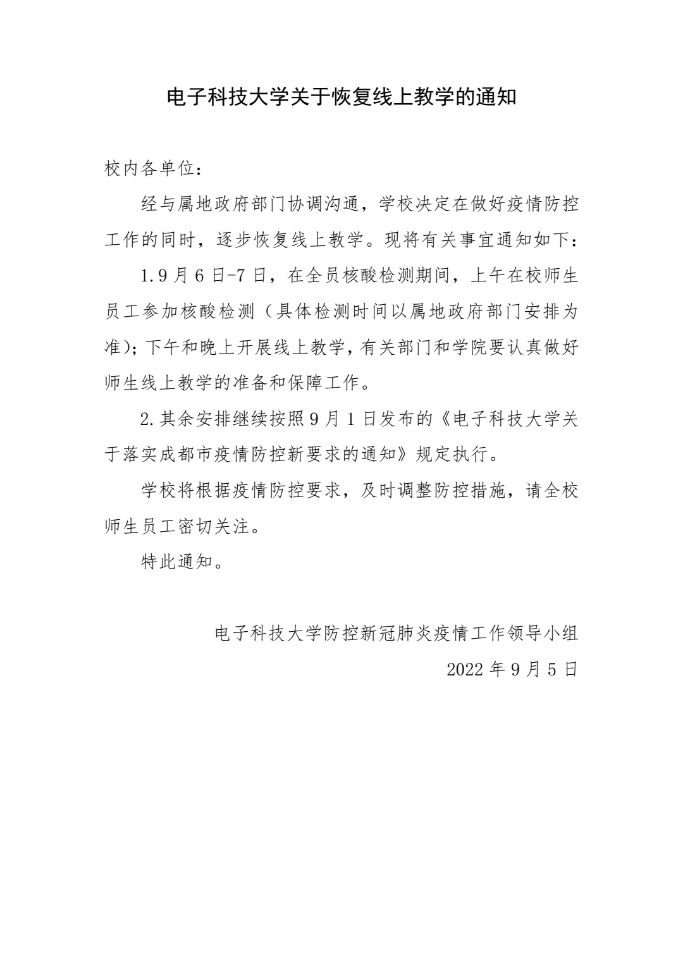 电子科技大学关于恢复线上教学的通知
校内各单位：
经与属地政府部门协调沟通，学校决定在做好疫情防控
工作的同时，逐步恢复线上教学。现将有关事宜通知如下：
1.9月6日-7日，在全员核酸检测期间，上午在校师生
员工参加核酸检测（具体检测时间以属地政府部门安排为
准）；下午和晚上开展线上教学，有关部门和学院要认真做好
师生线上教学的准备和保障工作。
2.其余安排继续按照9月1日发布的《电子科技大学关
于落实成都市疫情防控新要求的通知》规定执行。
学校将根据疫情防控要求，及时调整防控措施，请全校
师生员工密切关注。
特此通知。
电子科技大学防控新冠肺炎疫情工作领导小组
2022年9月5日